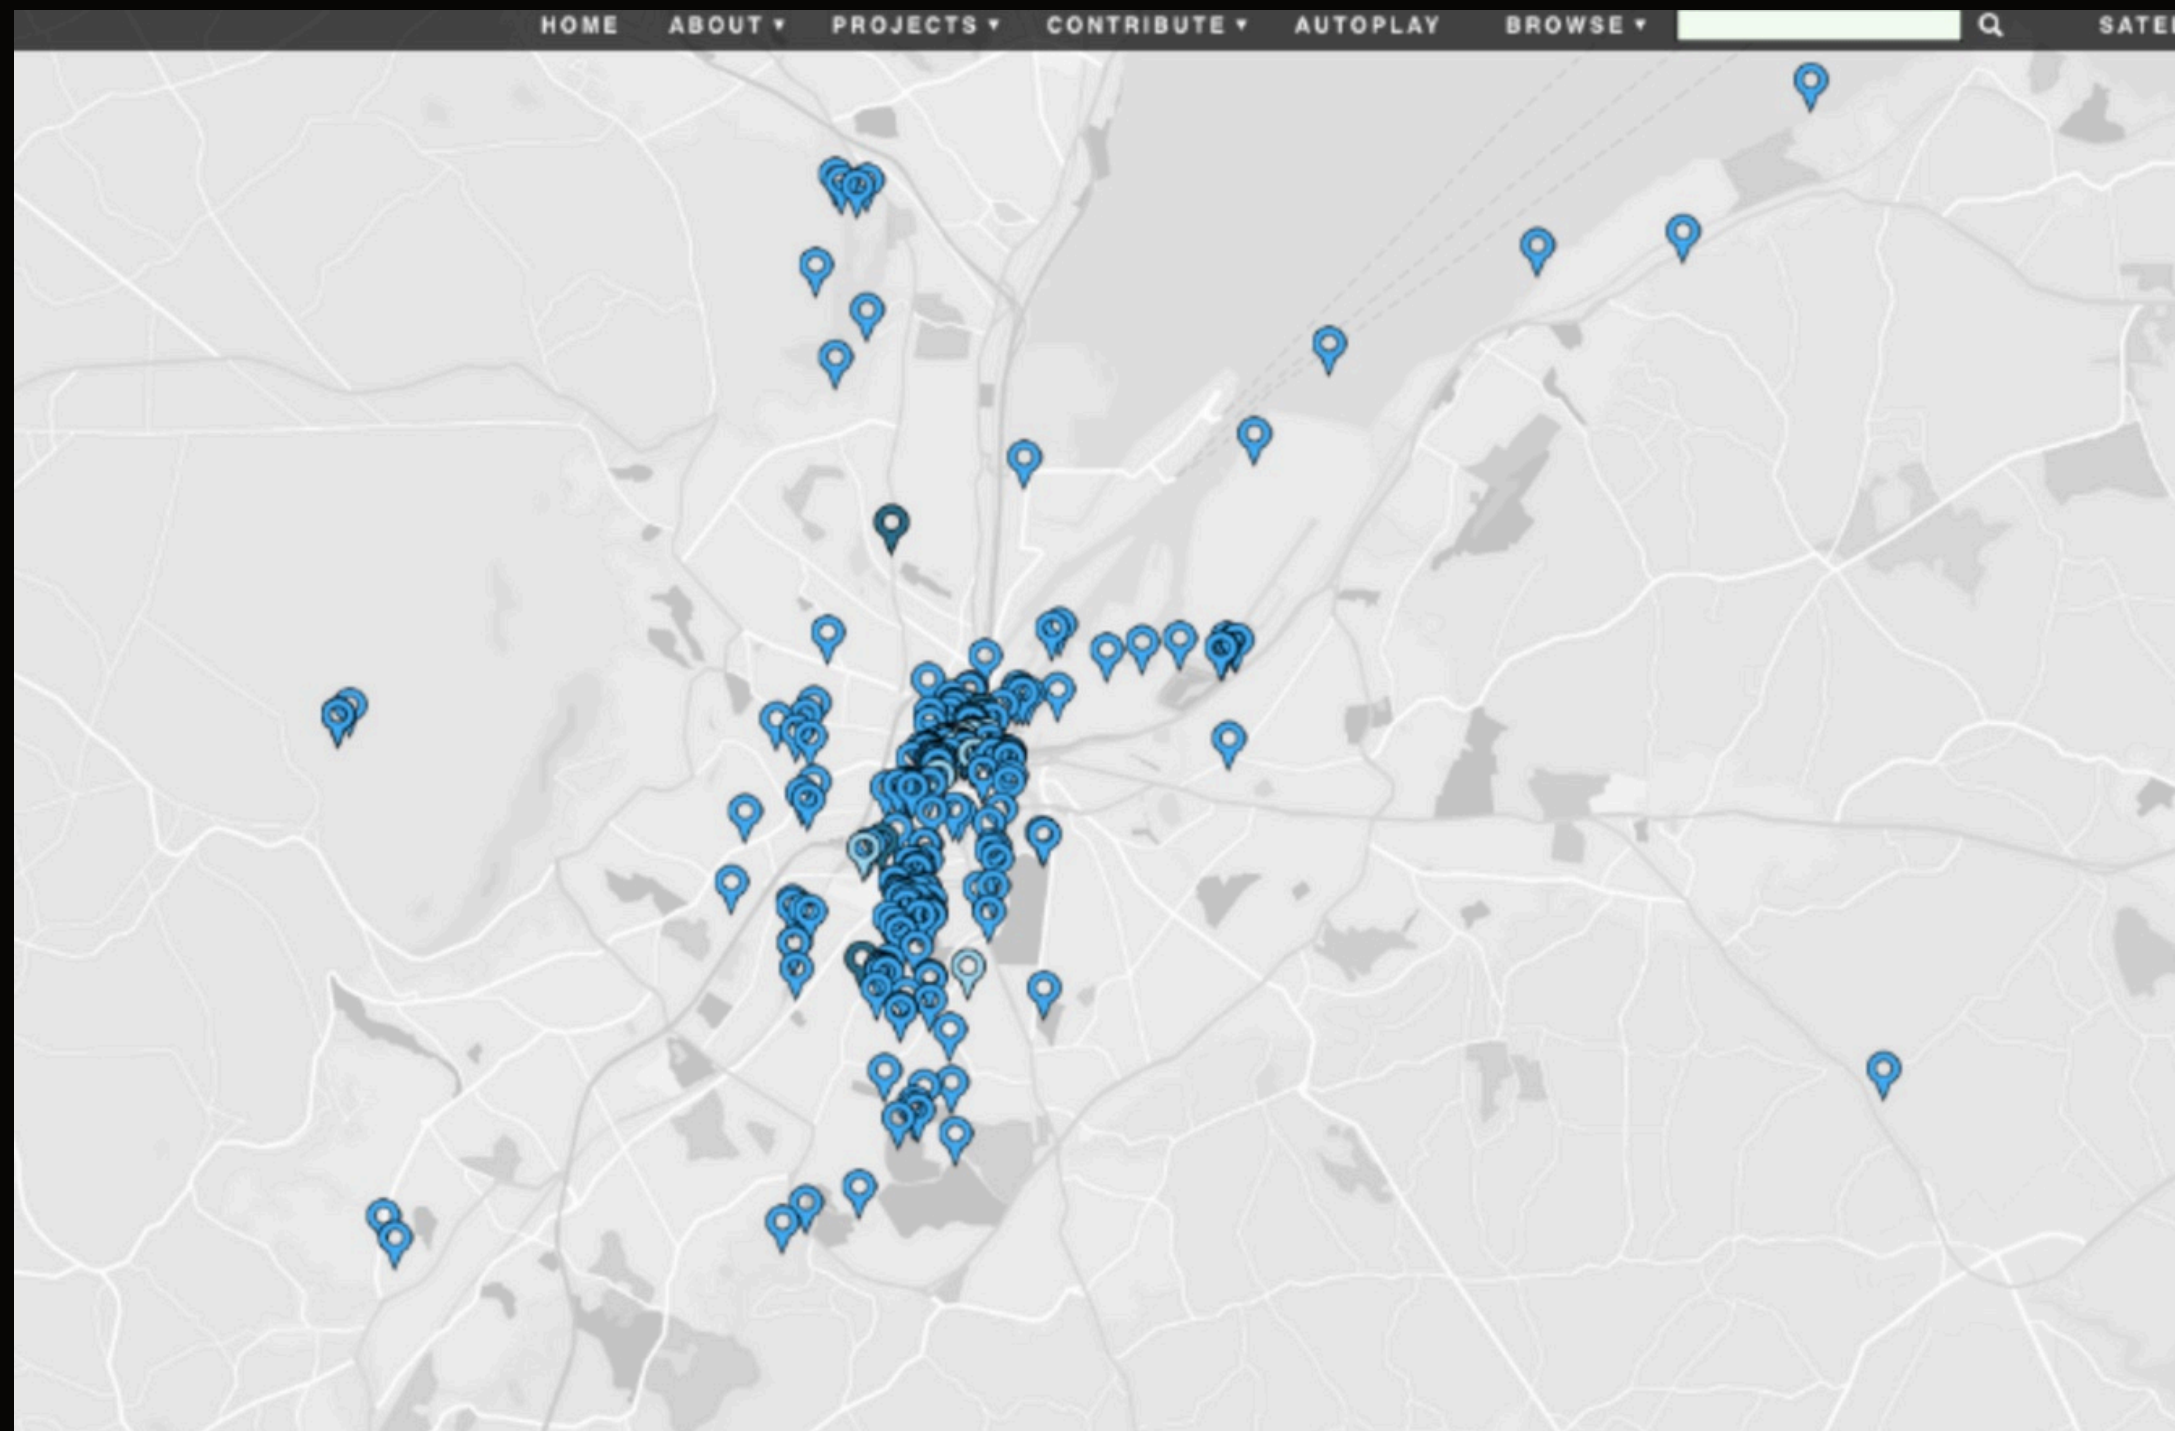 HOME ABOUT ▾ PROJECTS ▾ CONTRIBUTE ▾ AUTOPLAY BROWSE ▾